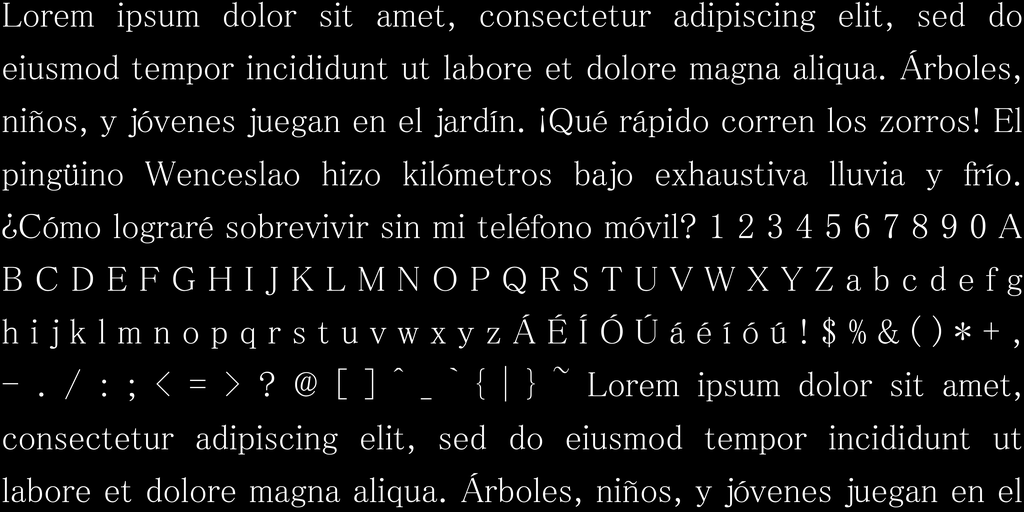 Lorem ipsum dolor sit amet, consectetur adipiscing elit, sed do
eiusmod tempor incididunt ut labore et dolore magna aliqua. Árboles,
niños, y jóvenes juegan en el jardín. ¡Qué rápido corren los zorros! El
pingüino Wenceslao hizo kilómetros bajo exhaustiva lluvia y frío.
¿Cómo lograré sobrevivir sin mi teléfono móvil? 1 2 3 4 5 6 7 8 9 0 A
B C D E F G H I J K L M N O P Q R S T U V W X Y Z a b c d e f g
h i j k l m n o p q r s t u v w x y z Á É Í Ó Ú á é í ó ú ! $ % & ( ) * + ,
- . / : ; < = > ? @ [ ] ^ _ ` { | } ~ Lorem ipsum dolor sit amet,
consectetur adipiscing elit, sed do eiusmod tempor incididunt ut
labore et dolore magna aliqua. Árboles, niños, y jóvenes juegan en el